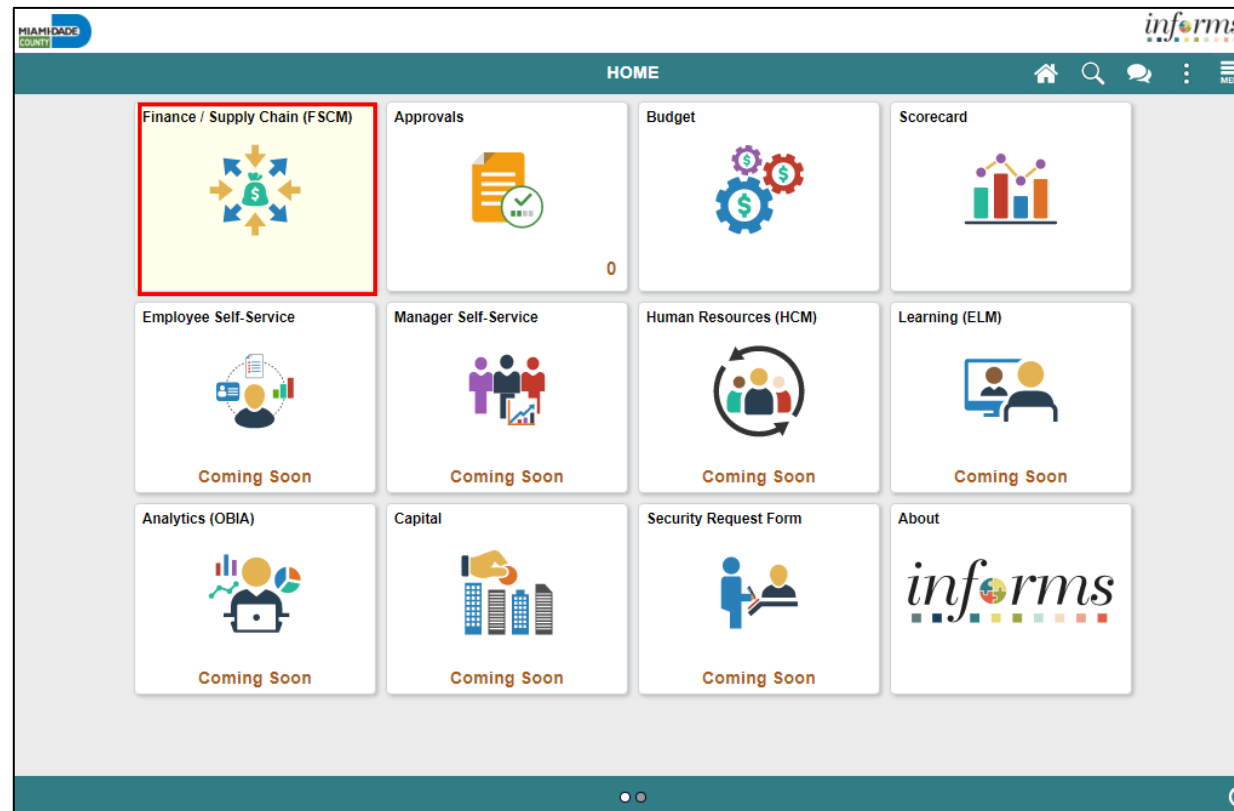 MIAMI-DADE
COUNTY
informs
HOME
Finance / Supply Chain (FSCM)
Approvals
Budget
Scorecard
0
Employee Self-Service
Manager Self-Service
Human Resources (HCM)
Learning (ELM)
Coming Soon
Coming Soon
Coming Soon
Coming Soon
Analytics (OBIA)
Capital
Security Request Form
About
informs
Coming Soon
Coming Soon
Coming Soon